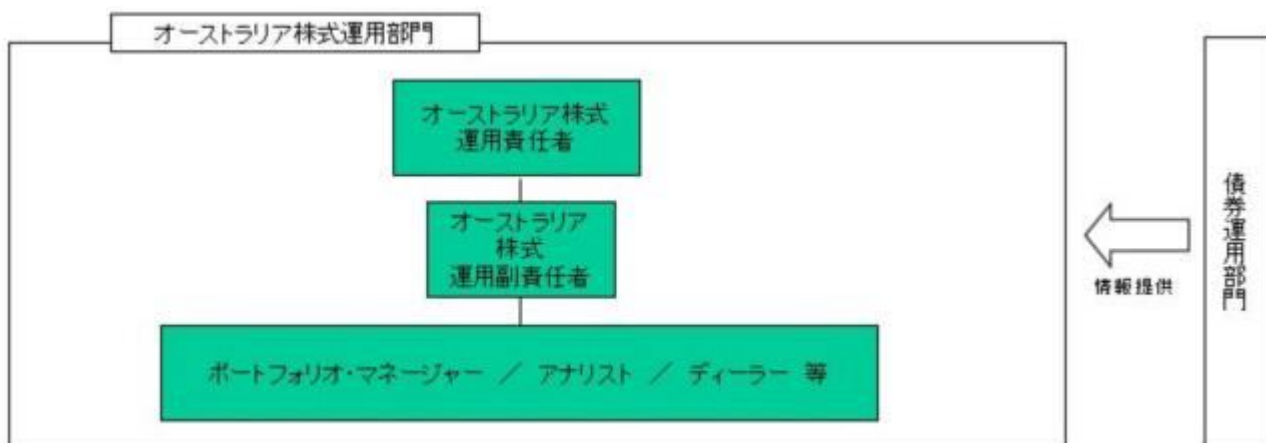 オーストラリア株式運用部門
オーストラリア株式
運用責任者
オーストラリア
株式
運用副責任者
ポートフォリオ・マネージャー ／ アナリスト ／ ディーラー 等
情報提供
債券運用部門